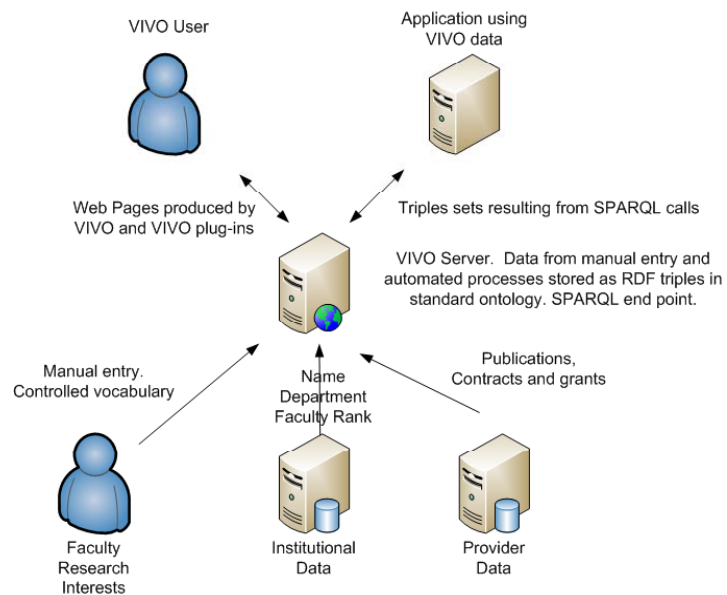 VIVO User
Application using
VIVO data
Web Pages produced by
VIVO and VIVO plug-ins
Triples sets resulting from SPARQL calls
VIVO Server.  Data from manual entry and
automated processes stored as RDF triples in
standard ontology. SPARQL end point.
Manual entry.
Controlled vocabulary
Name
Department
Faculty Rank
Publications,
Contracts and grants
Faculty
Research
Interests
Institutional
Data
Provider
Data